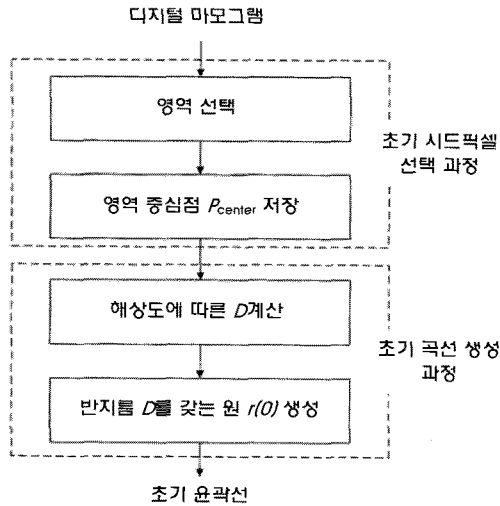 디지털 마모그램
영역 선택
초기 시드픽셀
선택 과정
영역 중심점 Pcenter 저장
해상도에 따른 D계산
초기 곡선 생성
과정
반지름 D를 갖는 원 r(0) 생성
초기 윤곽선